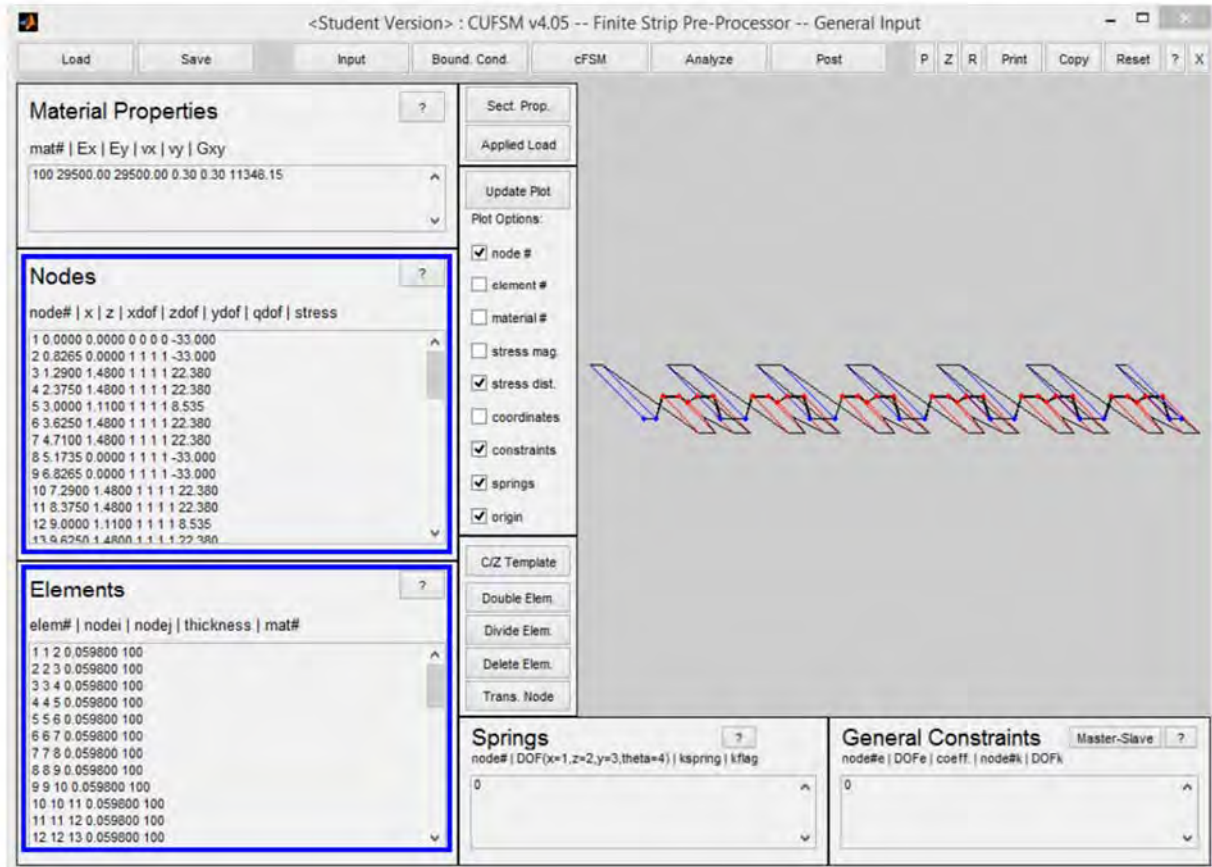 <Student Version> : CUFSM v4.05 -- Finite Strip Pre-Processor -- General Input
Load Save Input Bound. Cond. cFSM Analyze Post P Z R Print Copy Reset ? X
Material Properties ?
mat# | Ex | Ey | vx | vy | Gxy
100 29500.00 29500.00 0.30 0.30 11346.15
Nodes ?
node# | x | z | xdof | zdof | ydof | qdof | stress
1 0.0000 0.0000 0 0 0 0 -33.000
2 0.8265 0.0000 1 1 1 1 -33.000
3 1.2900 1.4800 1 1 1 1 22.380
4 2.3750 1.4800 1 1 1 1 22.380
5 3.0000 1.1100 1 1 1 1 8.535
6 3.6250 1.4800 1 1 1 1 22.380
7 4.7100 1.4800 1 1 1 1 22.380
8 5.1735 0.0000 1 1 1 1 -33.000
9 6.8265 0.0000 1 1 1 1 -33.000
10 7.2900 1.4800 1 1 1 1 22.380
11 8.3750 1.4800 1 1 1 1 22.380
12 9.0000 1.1100 1 1 1 1 8.535
13 9.6250 1.4800 1 1 1 1 22.380
Elements ?
elem# | nodei | nodej | thickness | mat#
1 1 2 0.059800 100
2 2 3 0.059800 100
3 3 4 0.059800 100
4 4 5 0.059800 100
5 5 6 0.059800 100
6 6 7 0.059800 100
7 7 8 0.059800 100
8 8 9 0.059800 100
9 9 10 0.059800 100
10 10 11 0.059800 100
11 11 12 0.059800 100
12 12 13 0.059800 100
Sect. Prop.
Applied Load
Update Plot
Plot Options:
node #
element #
material #
stress mag.
stress dist.
coordinates
constraints
springs
origin
C/Z Template
Double Elem.
Divide Elem.
Delete Elem.
Trans. Node
Springs ?
node# | DOF(x=1,z=2,y=3,theta=4) | kspring | kflag
0
General Constraints Master-Slave ?
node#e | DOFe | coeff. | node#k | DOFk
0